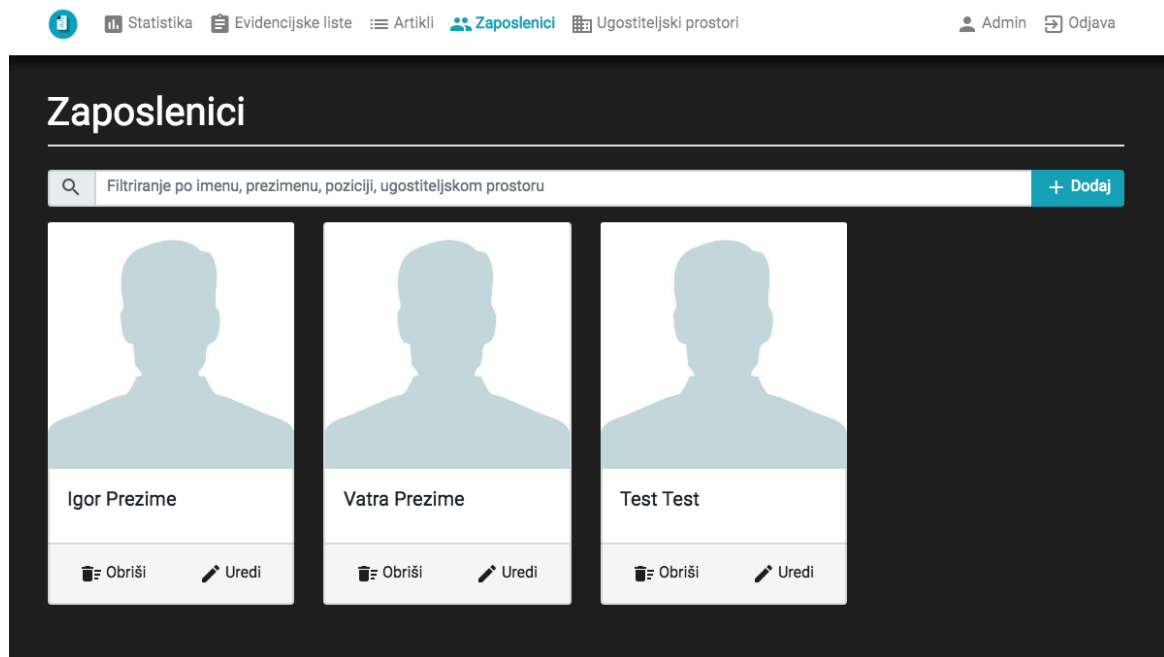 Statistika Evidencijske liste Artikli Zaposlenici Ugostiteljski prostori Admin Odjava
Zaposlenici
Filtriranje po imenu, prezimenu, poziciji, ugostiteljskom prostoru + Dodaj
Igor Prezime Vatra Prezime Test Test
Obriši Uredi Obriši Uredi Obriši Uredi